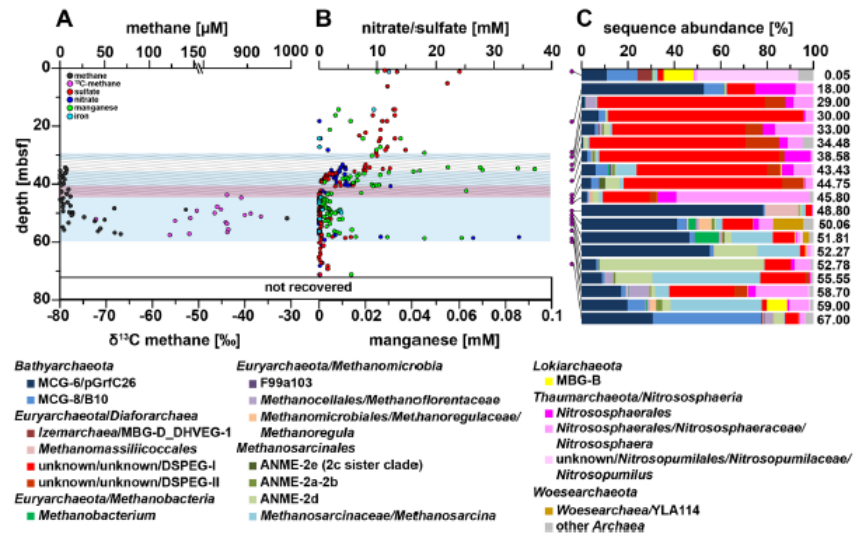 A
methane [µM]
0 50 100 150 900 1000
B
nitrate/sulfate [mM]
0 10 20 30 40
C
sequence abundance [%]
0 20 40 60 80 100
depth [mbsf]
0
20
40
60
80
methane
¹³C-methane
sulfate
nitrate
manganese
iron
not recovered
-80 -70 -60 -50 -40 -30
δ¹³C methane [‰]
0 0.02 0.04 0.06 0.08 0.1
manganese [mM]
0.05
18.00
29.00
30.00
33.00
34.48
38.58
43.43
44.75
45.80
48.80
50.06
51.81
52.27
52.78
55.55
58.70
59.00
67.00
Bathyarchaeota
MCG-6/pGrfC26
MCG-8/B10
Euryarchaeota/Diaforarchaea
Izemarchaea/MBG-D_DHVEG-1
Methanomassiliicoccales
unknown/unknown/DSPEG-I
unknown/unknown/DSPEG-II
Euryarchaeota/Methanobacteria
Methanobacterium
Euryarchaeota/Methanomicrobia
F99a103
Methanocellales/Methanoflorentaceae
Methanomicrobiales/Methanoregulaceae/
Methanoregula
Methanosarcinales
ANME-2e (2c sister clade)
ANME-2a-2b
ANME-2d
Methanosarcinaceae/Methanosarcina
Lokiarchaeota
MBG-B
Thaumarchaeota/Nitrososphaeria
Nitrososphaerales
Nitrososphaerales/Nitrososphaeraceae/
Nitrososphaera
unknown/Nitrosopumilales/Nitrosopumilaceae/
Nitrosopumilus
Woesearchaeota
Woesearchaea/YLA114
other Archaea